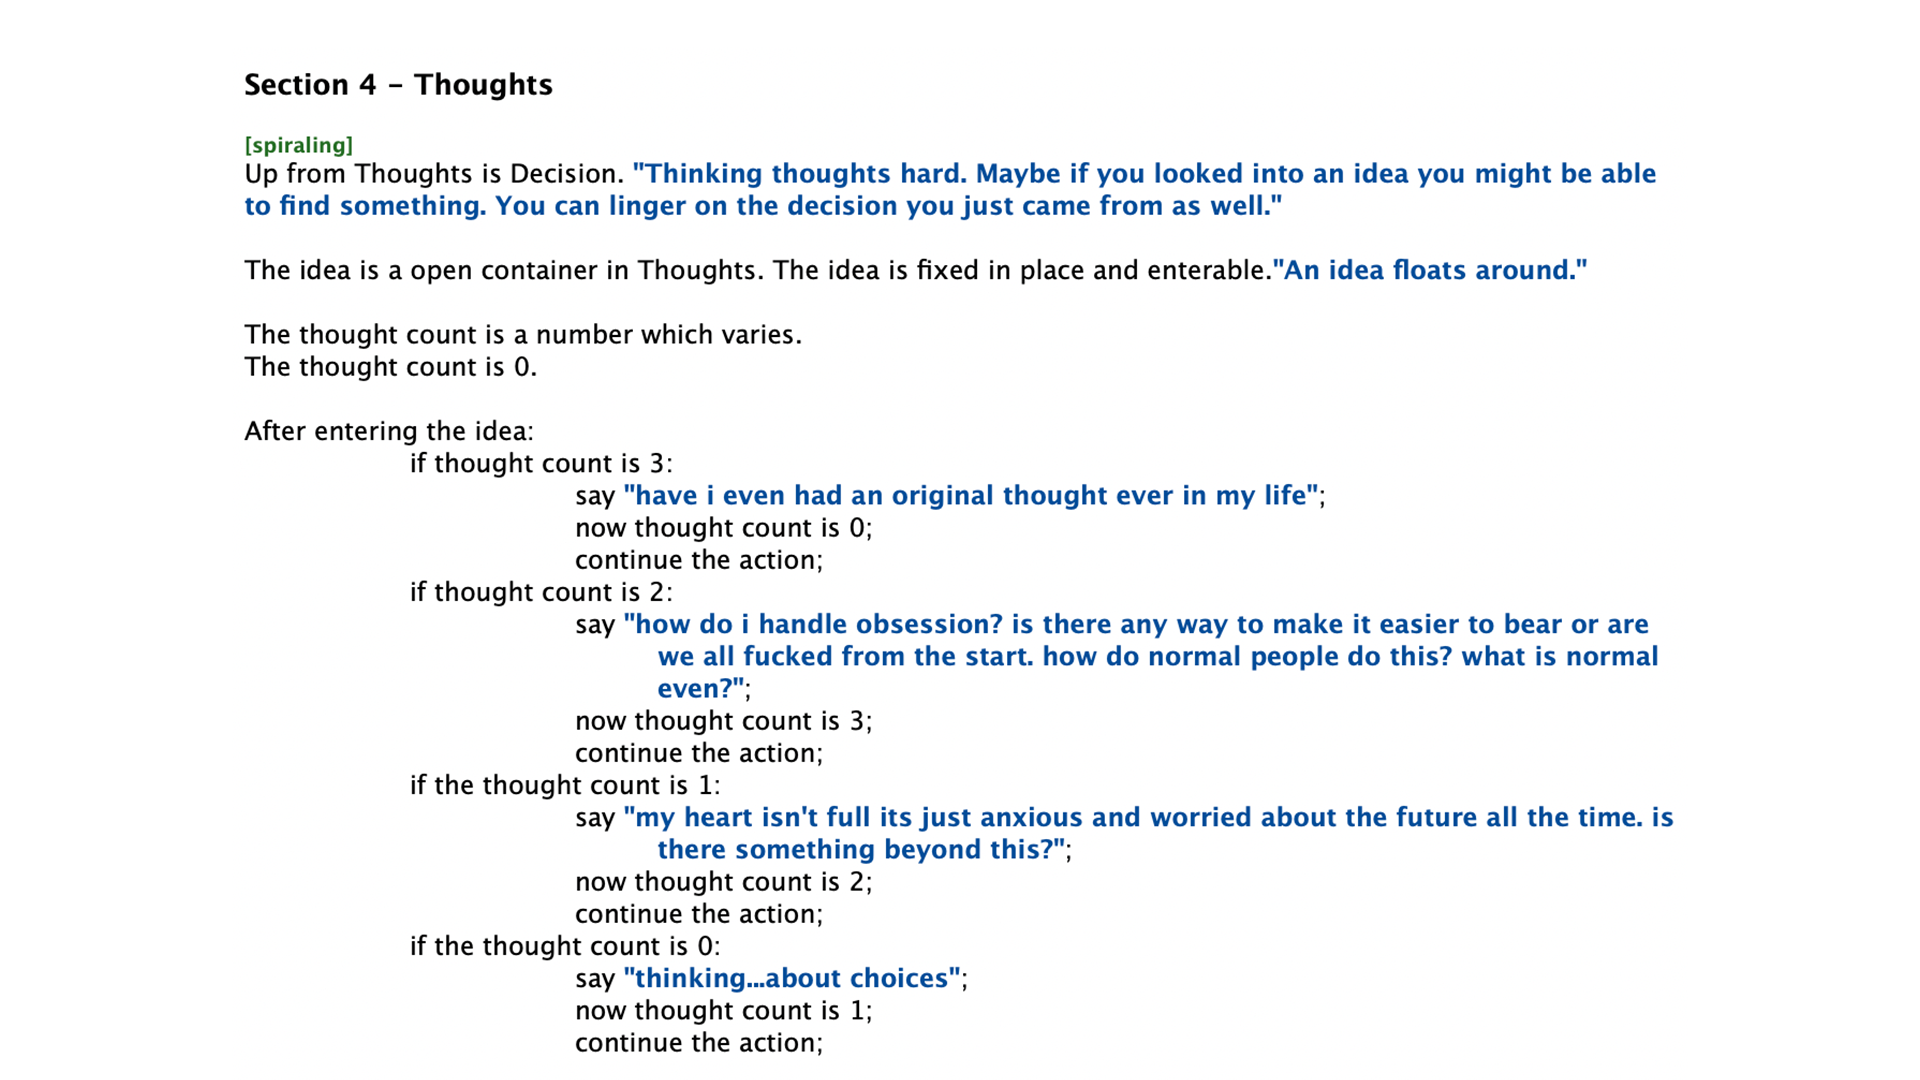 Section 4 – Thoughts
[spiraling]
Up from Thoughts is Decision. "Thinking thoughts hard. Maybe if you looked into an idea you might be able
to find something. You can linger on the decision you just came from as well."
The idea is a open container in Thoughts. The idea is fixed in place and enterable."An idea floats around."
The thought count is a number which varies.
The thought count is 0.
After entering the idea:
if thought count is 3:
say "have i even had an original thought ever in my life";
now thought count is 0;
continue the action;
if thought count is 2:
say "how do i handle obsession? is there any way to make it easier to bear or are
we all fucked from the start. how do normal people do this? what is normal
even?";
now thought count is 3;
continue the action;
if the thought count is 1:
say "my heart isn't full its just anxious and worried about the future all the time. is
there something beyond this?";
now thought count is 2;
continue the action;
if the thought count is 0:
say "thinking...about choices";
now thought count is 1;
continue the action;